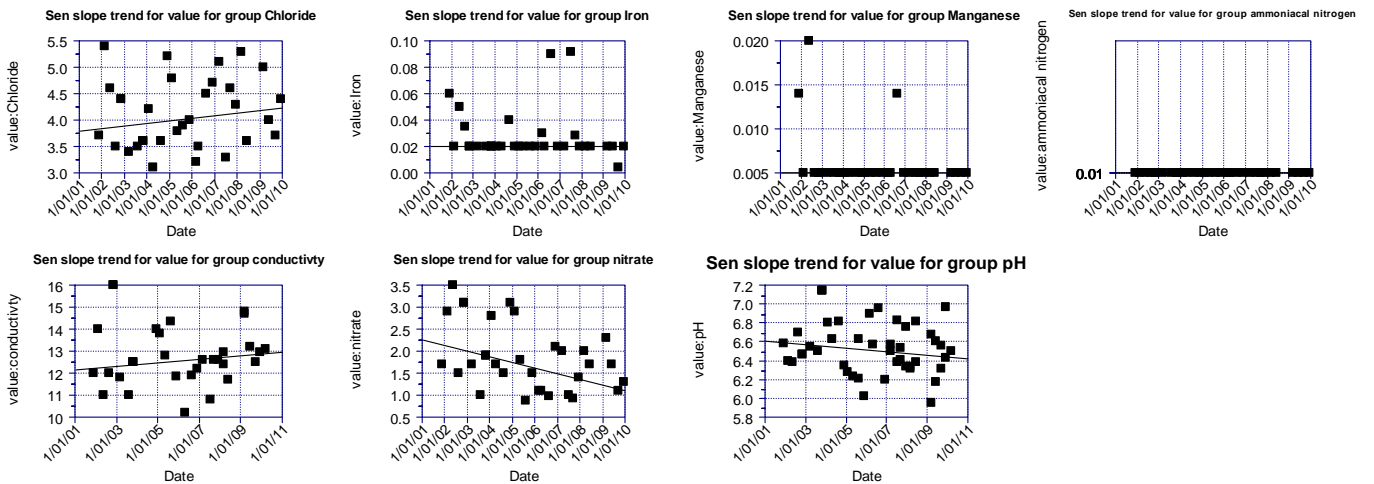 Sen slope trend for value for group Chloride
value:Chloride
5.5
5.0
4.5
4.0
3.5
3.0
1/01/01 1/01/02 1/01/03 1/01/04 1/01/05 1/01/06 1/01/07 1/01/08 1/01/09 1/01/10
Date
Sen slope trend for value for group Iron
value:Iron
0.10
0.08
0.06
0.04
0.02
0.00
1/01/01 1/01/02 1/01/03 1/01/04 1/01/05 1/01/06 1/01/07 1/01/08 1/01/09 1/01/10
Date
Sen slope trend for value for group Manganese
value:Manganese
0.020
0.015
0.010
0.005
1/01/01 1/01/02 1/01/03 1/01/04 1/01/05 1/01/06 1/01/07 1/01/08 1/01/09 1/01/10
Date
Sen slope trend for value for group ammoniacal nitrogen
value:ammoniacal nitrogen
0.01
1/01/01 1/01/02 1/01/03 1/01/04 1/01/05 1/01/06 1/01/07 1/01/08 1/01/09 1/01/10
Date
Sen slope trend for value for group conductivty
value:conductivty
16
15
14
13
12
11
10
1/01/01 1/01/03 1/01/05 1/01/07 1/01/09 1/01/11
Date
Sen slope trend for value for group nitrate
value:nitrate
3.5
3.0
2.5
2.0
1.5
1.0
0.5
1/01/01 1/01/02 1/01/03 1/01/04 1/01/05 1/01/06 1/01/07 1/01/08 1/01/09 1/01/10
Date
Sen slope trend for value for group pH
value:pH
7.2
7.0
6.8
6.6
6.4
6.2
6.0
5.8
1/01/01 1/01/03 1/01/05 1/01/07 1/01/09 1/01/11
Date